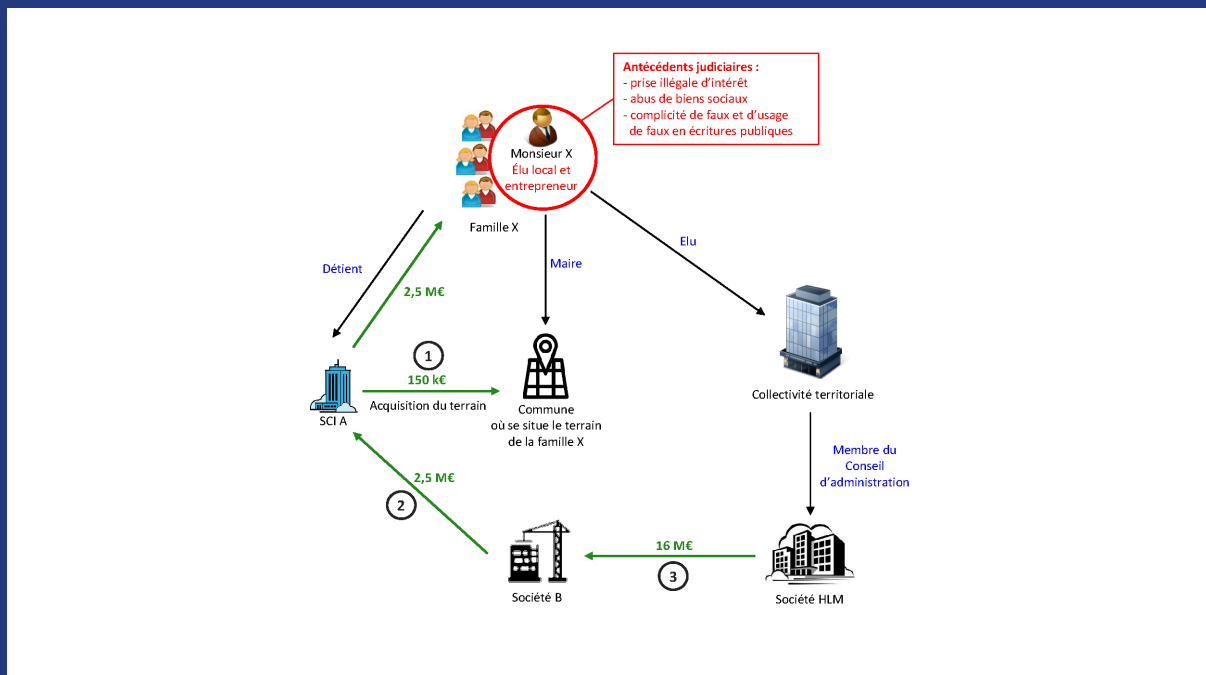 Antécédents judiciaires :
- prise illégale d'intérêt
- abus de biens sociaux
- complicité de faux et d'usage
de faux en écritures publiques
Monsieur X
Élu local et
entrepreneur
Famille X
Détient
2,5 M€
Maire
Elu
1
150 k€
Acquisition du terrain
SCI A
Commune
où se situe le terrain
de la famille X
Collectivité territoriale
Membre du
Conseil
d'administration
2,5 M€
2
16 M€
3
Société B
Société HLM